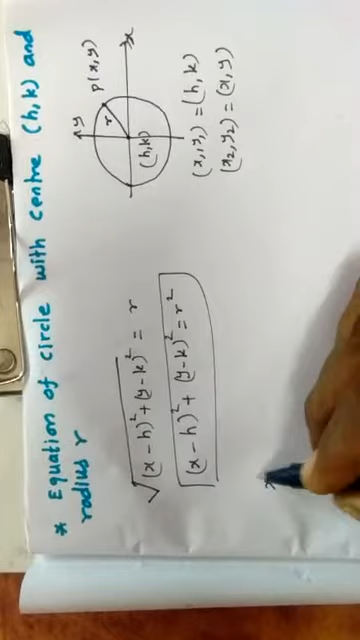 * Equation of circle with centre (h,k) and
radius r
y
x
P(x,y)
r
(h,k)
(x₁,y₁) = (h,k)
(x₂,y₂) = (x,y)
√(x-h)²+(y-k)² = r
(x-h)²+(y-k)²=r²